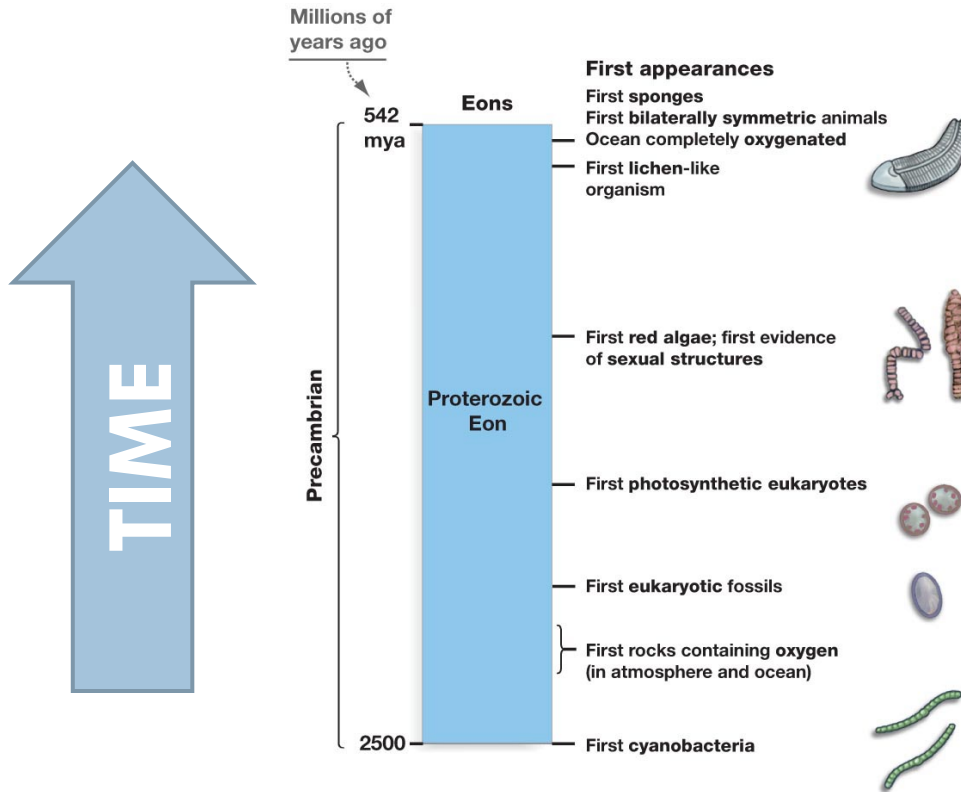 Millions of
years ago
542
mya
Eons
First appearances
First sponges
First bilaterally symmetric animals
Ocean completely oxygenated
First lichen-like
organism
TIME
Precambrian
Proterozoic
Eon
First red algae; first evidence
of sexual structures
First photosynthetic eukaryotes
First eukaryotic fossils
First rocks containing oxygen
(in atmosphere and ocean)
2500
First cyanobacteria